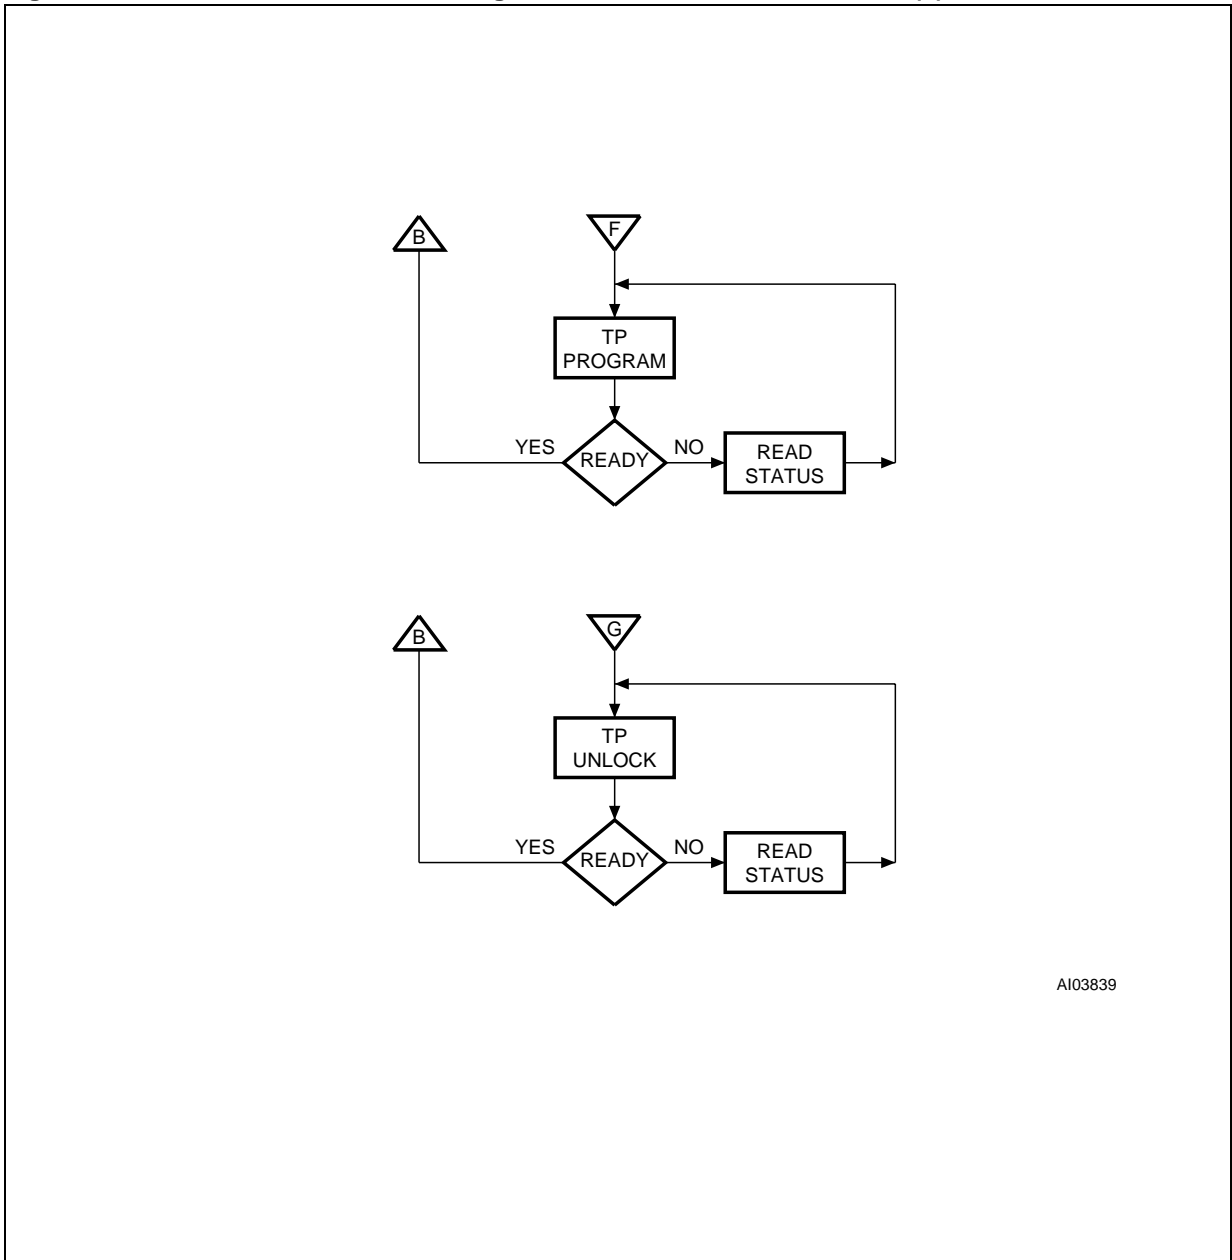 B
F
TP
PROGRAM
YES
READY
NO
READ
STATUS
B
G
TP
UNLOCK
YES
READY
NO
READ
STATUS
AI03839